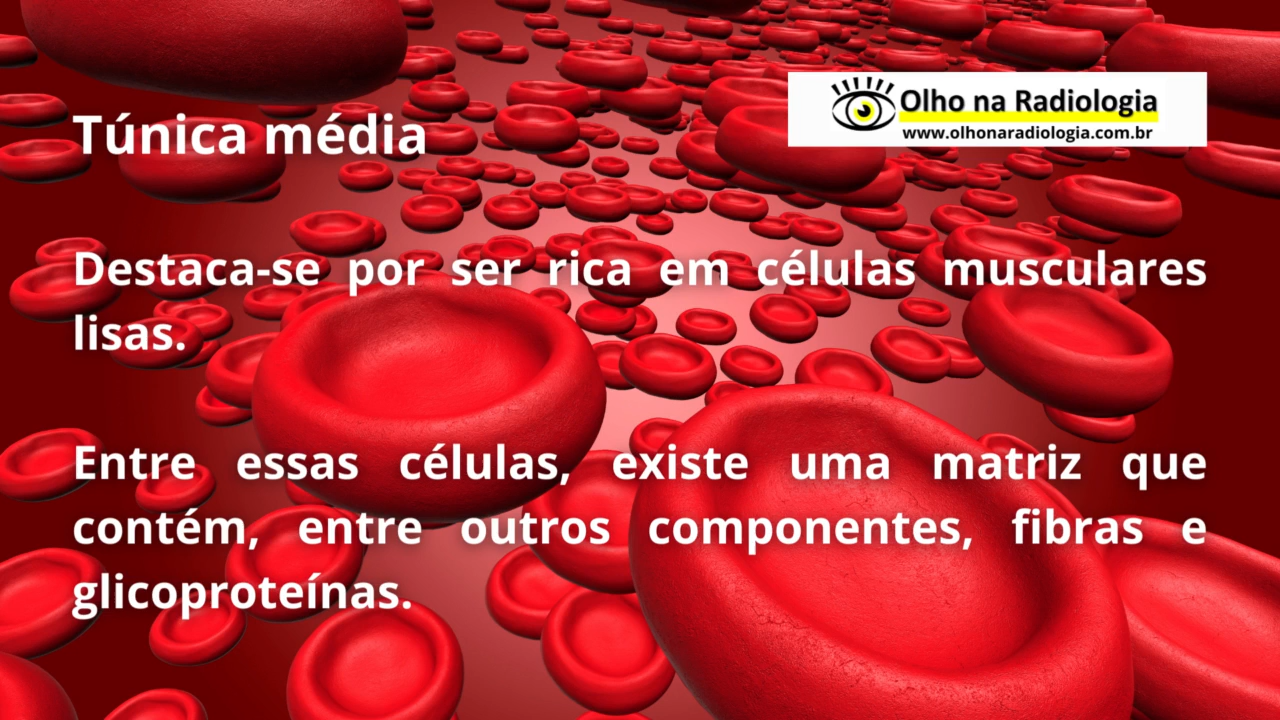 Túnica média
Olho na Radiologia
www.olhonaradiologia.com.br
Destaca-se por ser rica em células musculares
lisas.
Entre essas células, existe uma matriz que
contém, entre outros componentes, fibras e
glicoproteínas.